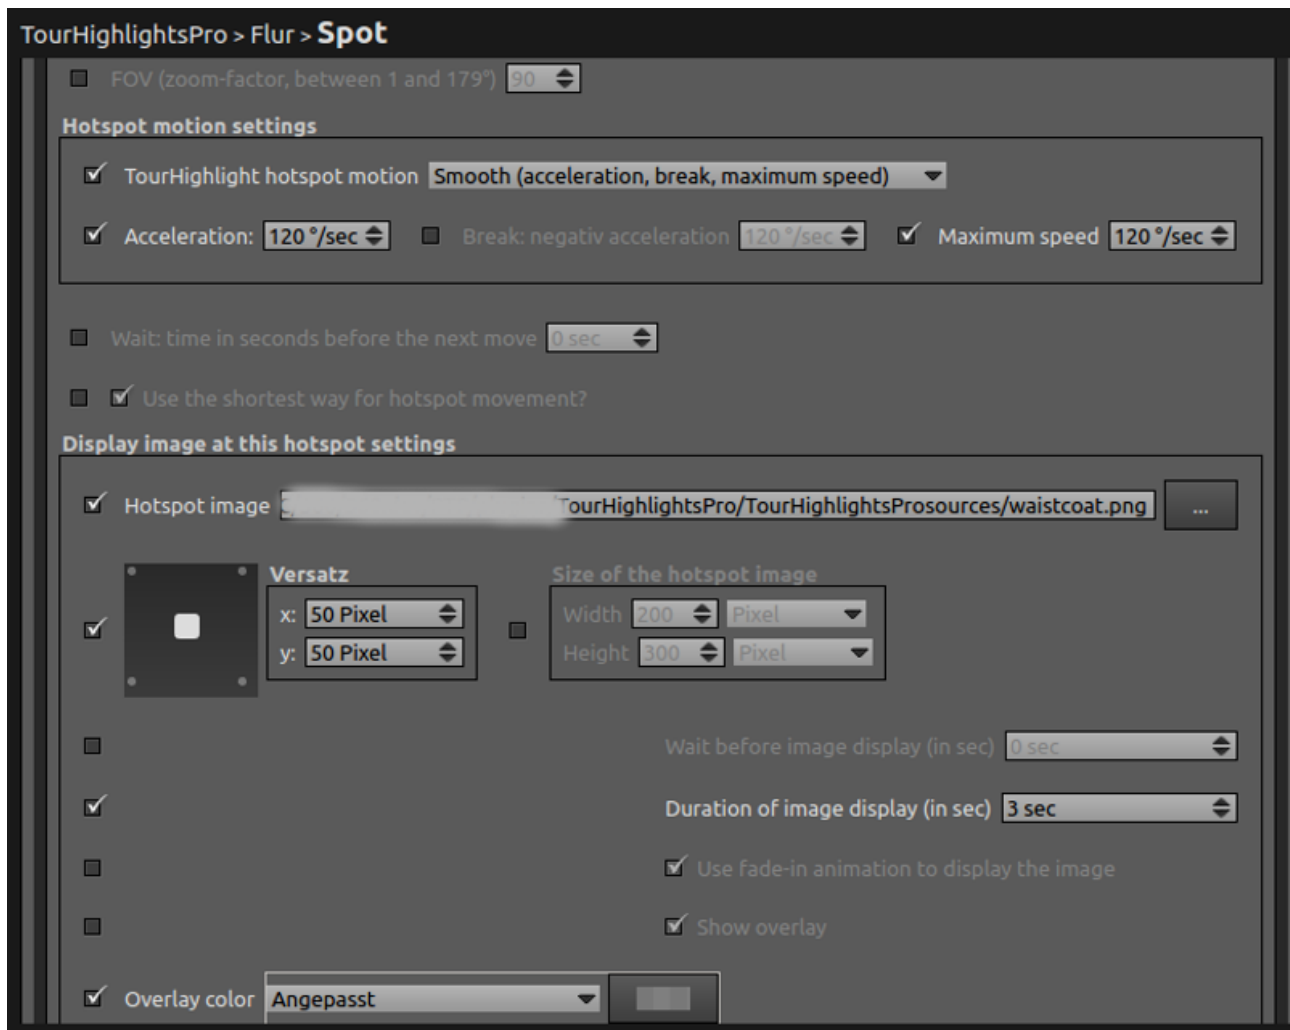 TourHighlightsPro > Flur > Spot
FOV (zoom-factor, between 1 and 179°) 90
Hotspot motion settings
TourHighlight hotspot motion Smooth (acceleration, break, maximum speed)
Acceleration: 120 °/sec Break: negativ acceleration 120 °/sec Maximum speed 120 °/sec
Wait: time in seconds before the next move 0 sec
Use the shortest way for hotspot movement?
Display image at this hotspot settings
Hotspot image TourHighlightsPro/TourHighlightsProsources/waistcoat.png ...
Versatz Size of the hotspot image
x: 50 Pixel Width 200 Pixel
y: 50 Pixel Height 300 Pixel
Wait before image display (in sec) 0 sec
Duration of image display (in sec) 3 sec
Use fade-in animation to display the image
Show overlay
Overlay color Angepasst